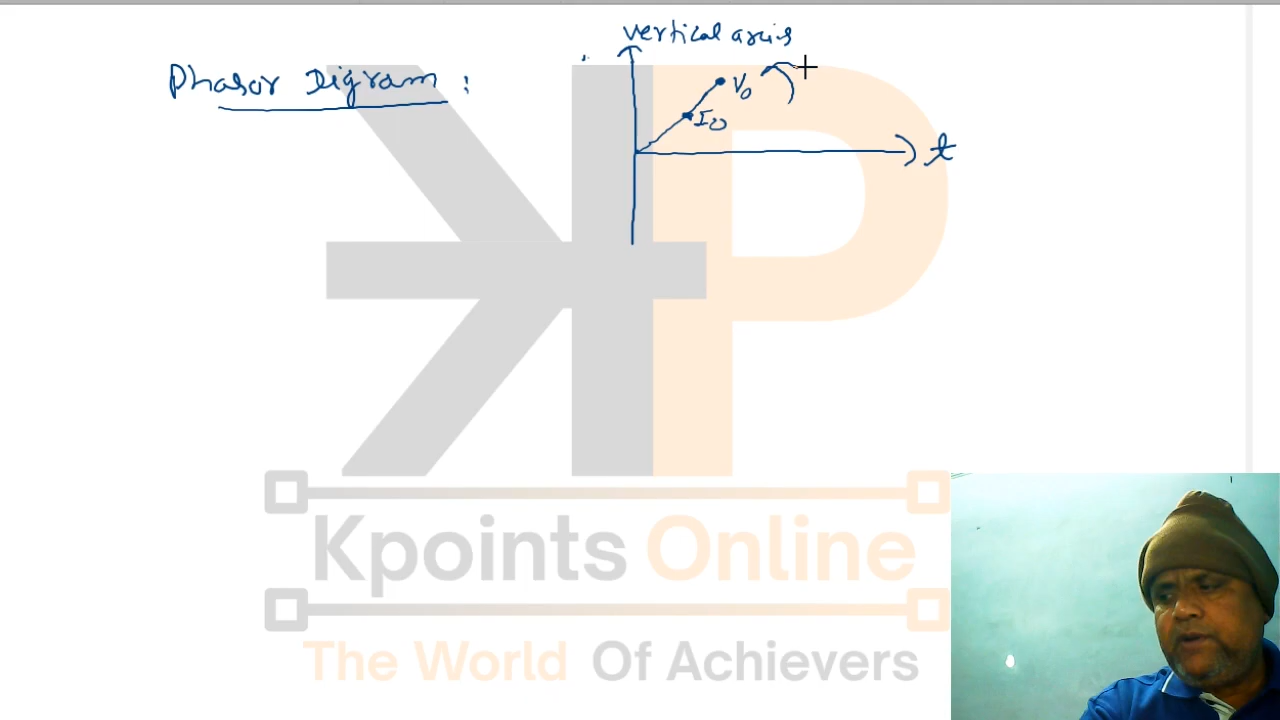 vertical axis
Phasor Digram :
V₀
I₀
t
Kpoints Online
The World Of Achievers